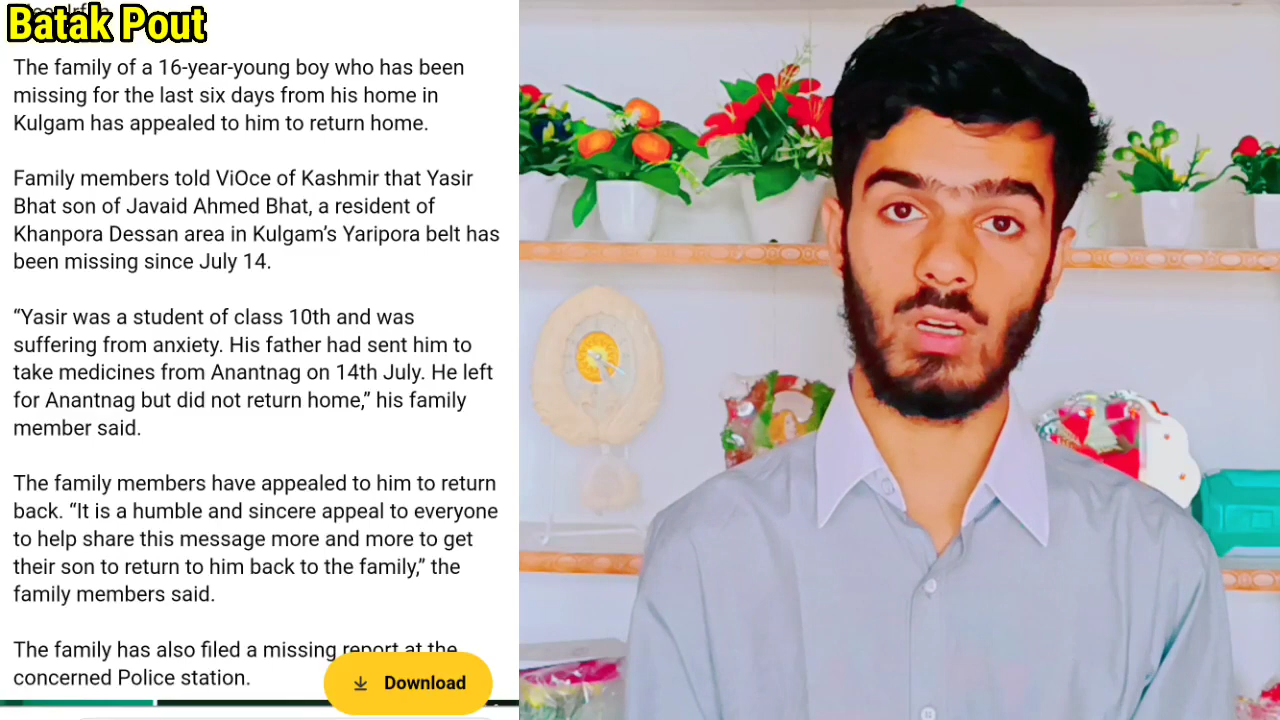 Batak Pout
The family of a 16-year-young boy who has been
missing for the last six days from his home in
Kulgam has appealed to him to return home.
Family members told ViOce of Kashmir that Yasir
Bhat son of Javaid Ahmed Bhat, a resident of
Khanpora Dessan area in Kulgam’s Yaripora belt has
been missing since July 14.
“Yasir was a student of class 10th and was
suffering from anxiety. His father had sent him to
take medicines from Anantnag on 14th July. He left
for Anantnag but did not return home,” his family
member said.
The family members have appealed to him to return
back. “It is a humble and sincere appeal to everyone
to help share this message more and more to get
their son to return to him back to the family,” the
family members said.
The family has also filed a missing report at the
concerned Police station.
Download